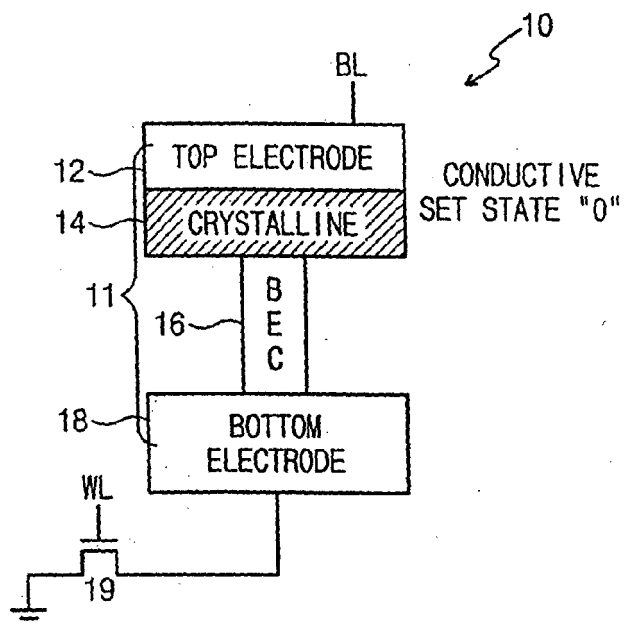 10
BL
TOP ELECTRODE
12
CONDUCTIVE
SET STATE "0"
14
CRYSTALLINE
11
16
B
E
C
18
BOTTOM
ELECTRODE
WL
19